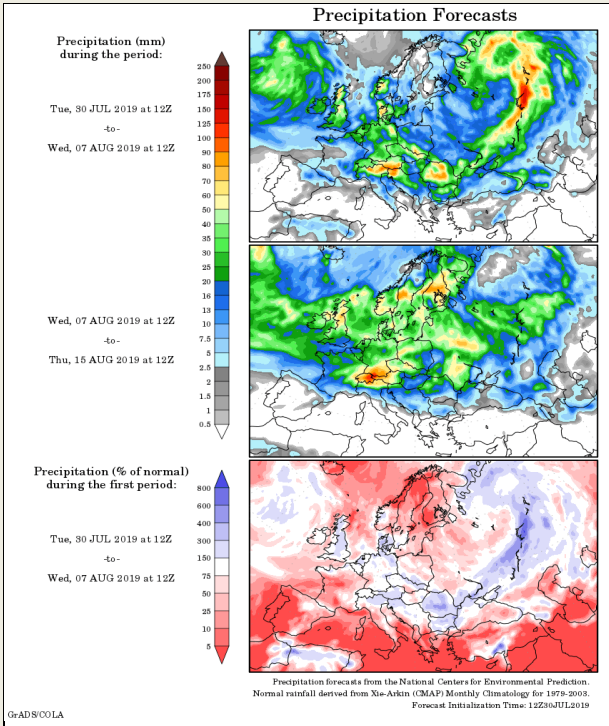 Precipitation Forecasts
Precipitation (mm)
during the period:
Tue, 30 JUL 2019 at 12Z
-to-
Wed, 07 AUG 2019 at 12Z
250
200
175
150
125
100
90
80
70
60
50
45
40
35
30
25
20
16
13
10
7.5
5
2.5
2
1.5
1
0.5
Wed, 07 AUG 2019 at 12Z
-to-
Thu, 15 AUG 2019 at 12Z
Precipitation (% of normal)
during the first period:
Tue, 30 JUL 2019 at 12Z
-to-
Wed, 07 AUG 2019 at 12Z
800
600
400
300
150
75
50
25
10
5
Precipitation forecasts from the National Centers for Environmental Prediction.
Normal rainfall derived from Xie-Arkin (CMAP) Monthly Climatology for 1979-2003.
Forecast Initialization Time: 12Z30JUL2019
GrADS/COLA